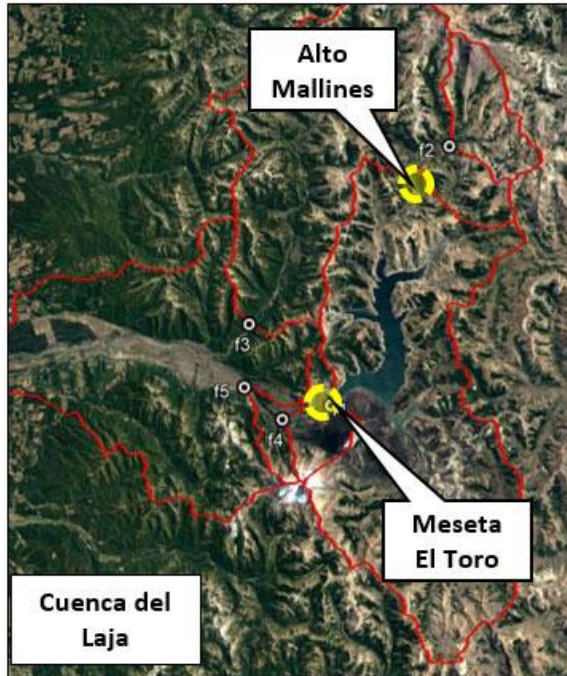 Alto
Mallines
f2
f3
f5
f4
Meseta
El Toro
Cuenca del
Laja